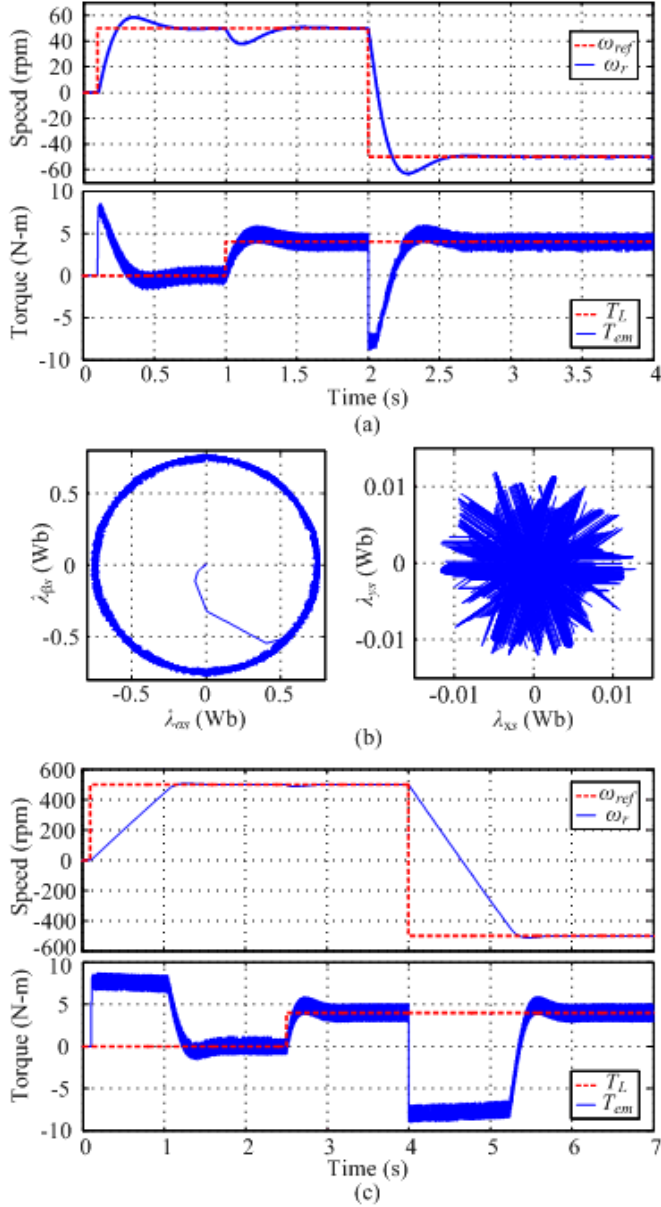 60
40
20
0
-20
-40
-60
Speed (rpm)
ω_ref
ω_r
10
5
0
-5
-10
Torque (N-m)
T_L
T_em
0 0.5 1 1.5 2 2.5 3 3.5 4
Time (s)
(a)
0.5
0
-0.5
λ_βs (Wb)
-0.5 0 0.5
λ_αs (Wb)
0.01
0
-0.01
λ_ys (Wb)
-0.01 0 0.01
λ_xs (Wb)
(b)
600
400
200
0
-200
-400
-600
Speed (rpm)
ω_ref
ω_r
10
5
0
-5
-10
Torque (N-m)
T_L
T_em
0 1 2 3 4 5 6 7
Time (s)
(c)